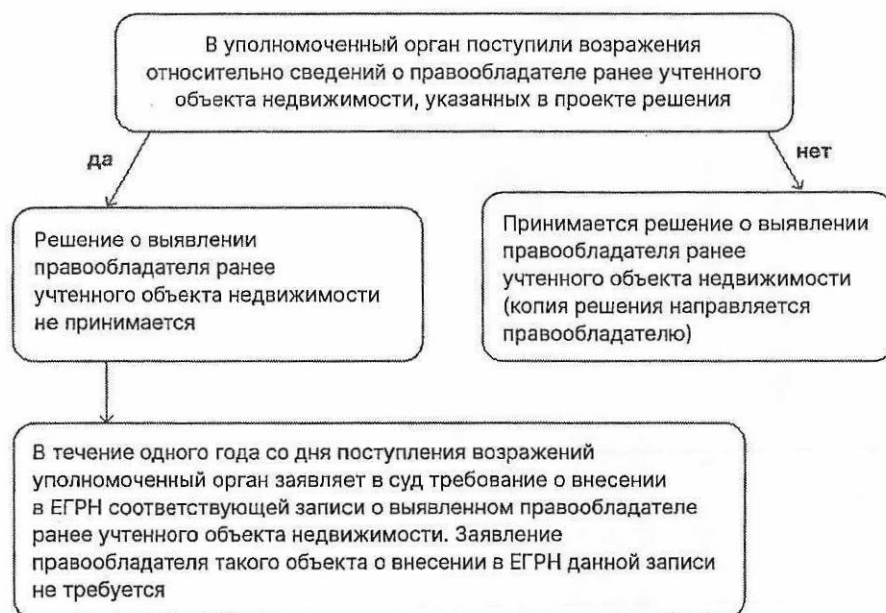 В уполномоченный орган поступили возражения
относительно сведений о правообладателе ранее учтенного
объекта недвижимости, указанных в проекте решения
да
нет
Решение о выявлении
правообладателя ранее
учтенного объекта недвижимости
не принимается
Принимается решение о выявлении
правообладателя ранее
учтенного объекта недвижимости
(копия решения направляется
правообладателю)
В течение одного года со дня поступления возражений
уполномоченный орган заявляет в суд требование о внесении
в ЕГРН соответствующей записи о выявленном правообладателе
ранее учтенного объекта недвижимости. Заявление
правообладателя такого объекта о внесении в ЕГРН данной записи
не требуется